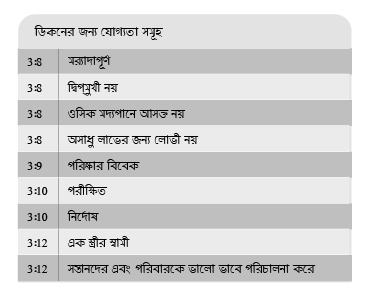 ডিকনের জন্য যোগ্যতা সমূহ
3:8 মর‍্যাদাপূর্ণ
3:8 দ্বিপমুখী নয়
3:8 ওসিক মদ্যপানে আসক্ত নয়
3:8 অসাধু লাভের জন্য লোভী নয়
3:9 পরিষ্কার বিবেক
3:10 পরীক্ষিত
3:10 নির্দোষ
3:12 এক স্ত্রীর স্বামী
3:12 সন্তানদের এবং পরিবারকে ভালো ভাবে পরিচালনা করে